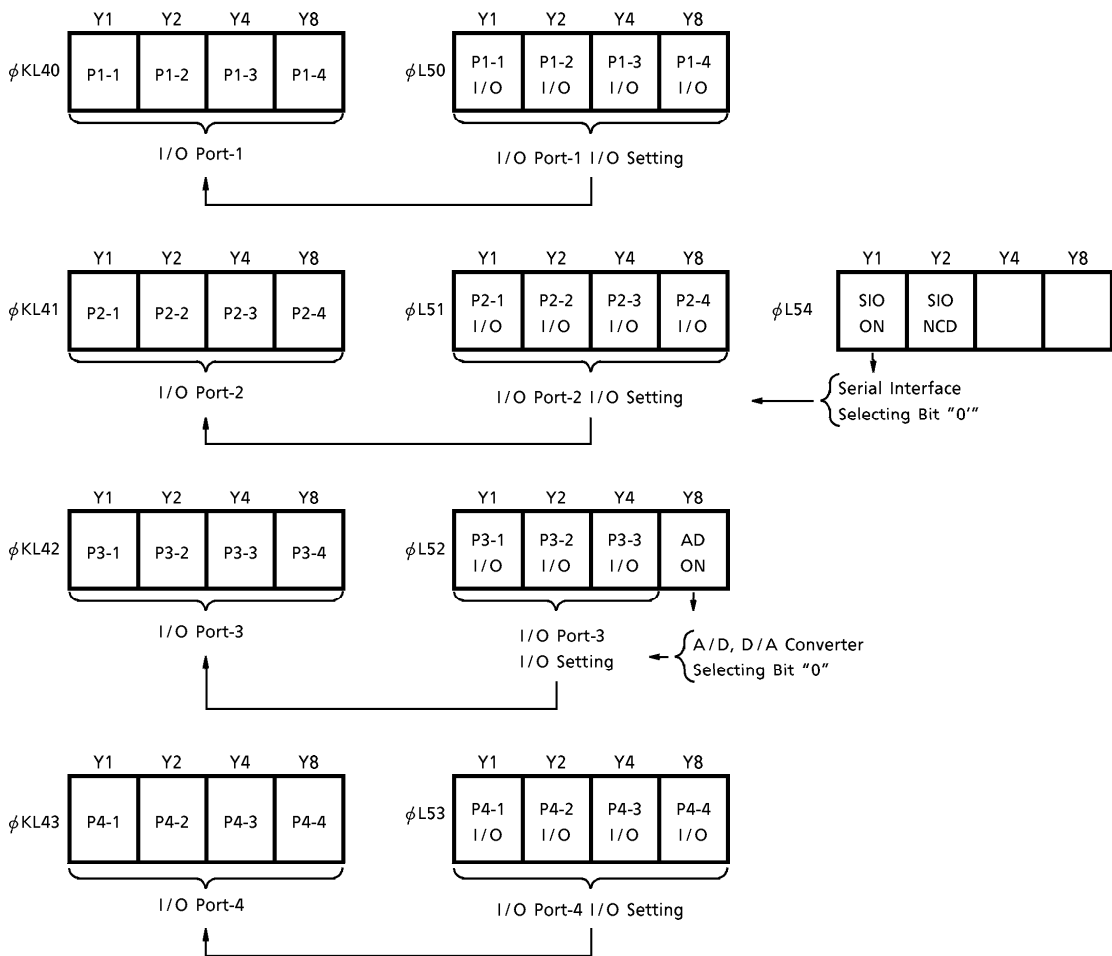 Y1 Y2 Y4 Y8
φKL40 P1-1 P1-2 P1-3 P1-4
I/O Port-1
Y1 Y2 Y4 Y8
φL50 P1-1 I/O P1-2 I/O P1-3 I/O P1-4 I/O
I/O Port-1 I/O Setting
Y1 Y2 Y4 Y8
φKL41 P2-1 P2-2 P2-3 P2-4
I/O Port-2
Y1 Y2 Y4 Y8
φL51 P2-1 I/O P2-2 I/O P2-3 I/O P2-4 I/O
I/O Port-2 I/O Setting
Y1 Y2 Y4 Y8
φL54 SIO ON SIO NCD
Serial Interface
Selecting Bit “0'”
Y1 Y2 Y4 Y8
φKL42 P3-1 P3-2 P3-3 P3-4
I/O Port-3
Y1 Y2 Y4 Y8
φL52 P3-1 I/O P3-2 I/O P3-3 I/O AD ON
I/O Port-3
I/O Setting
A/D, D/A Converter
Selecting Bit “0”
Y1 Y2 Y4 Y8
φKL43 P4-1 P4-2 P4-3 P4-4
I/O Port-4
Y1 Y2 Y4 Y8
φL53 P4-1 I/O P4-2 I/O P4-3 I/O P4-4 I/O
I/O Port-4 I/O Setting